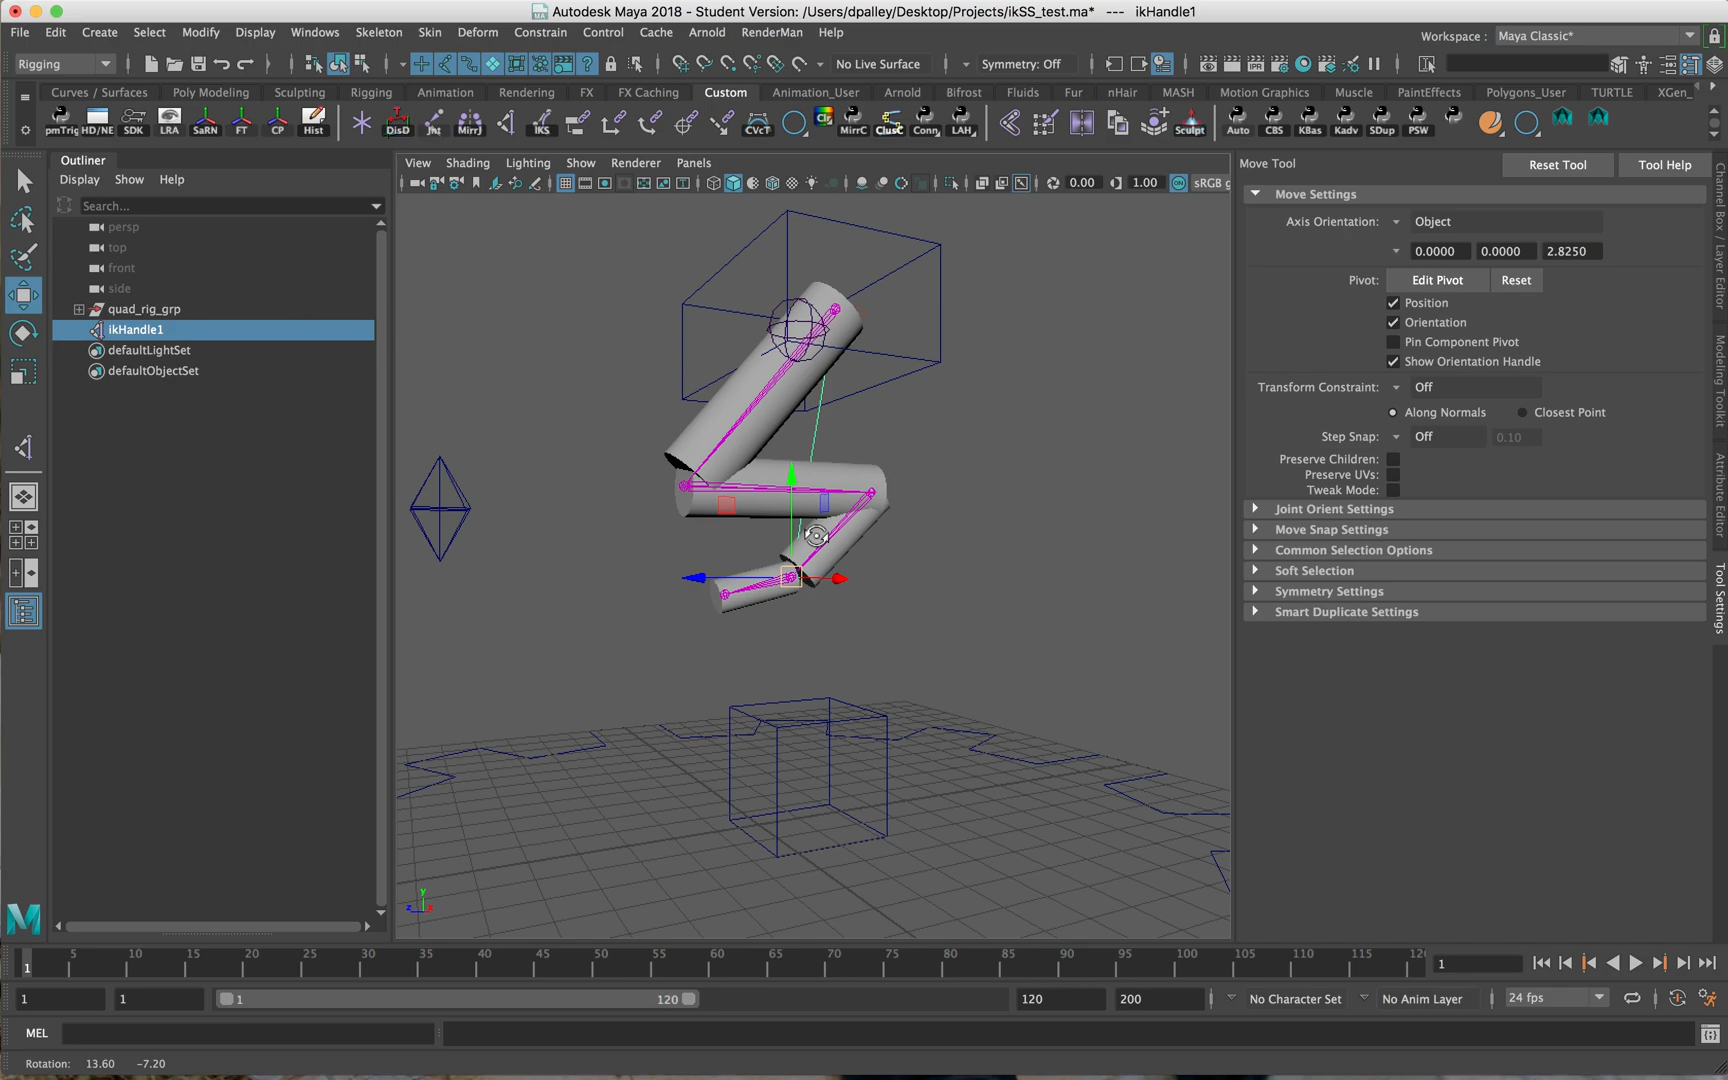 Autodesk Maya 2018 - Student Version: /Users/dpalley/Desktop/Projects/ikSS_test.ma* --- ikHandle1
File Edit Create Select Modify Display Windows Skeleton Skin Deform Constrain Control Cache Arnold RenderMan Help
Workspace : Maya Classic*
Rigging No Live Surface Symmetry: Off
Curves / Surfaces Poly Modeling Sculpting Rigging Animation Rendering FX FX Caching Custom Animation_User Arnold Bifrost Fluids Fur nHair MASH Motion Graphics Muscle PaintEffects Polygons_User TURTLE XGen_
pmTrig HD/NE SDK LRA SaRN FT CP Hist DisD Jnt MirrJ IKS CVcT MirrC ClusC Conn_ LAH_ Sculpt Auto CBS KBas Kadv SDup PSW
Outliner
Display Show Help
Search...
persp
top
front
side
quad_rig_grp
ikHandle1
defaultLightSet
defaultObjectSet
View Shading Lighting Show Renderer Panels
0.00 1.00 ON sRGB g
y
z x
Move Tool Reset Tool Tool Help
Move Settings
Axis Orientation: Object
0.0000 0.0000 2.8250
Pivot: Edit Pivot Reset
Position
Orientation
Pin Component Pivot
Show Orientation Handle
Transform Constraint: Off
Along Normals Closest Point
Step Snap: Off 0.10
Preserve Children:
Preserve UVs:
Tweak Mode:
Joint Orient Settings
Move Snap Settings
Common Selection Options
Soft Selection
Symmetry Settings
Smart Duplicate Settings
Channel Box / Layer Editor
Modeling Toolkit
Attribute Editor
Tool Settings
5 10 15 20 25 30 35 40 45 50 55 60 65 70 75 80 85 90 95 100 105 110 115 12
1 1
1 1 1 120 120 200 No Character Set No Anim Layer 24 fps
MEL
Rotation: 13.60 -7.20